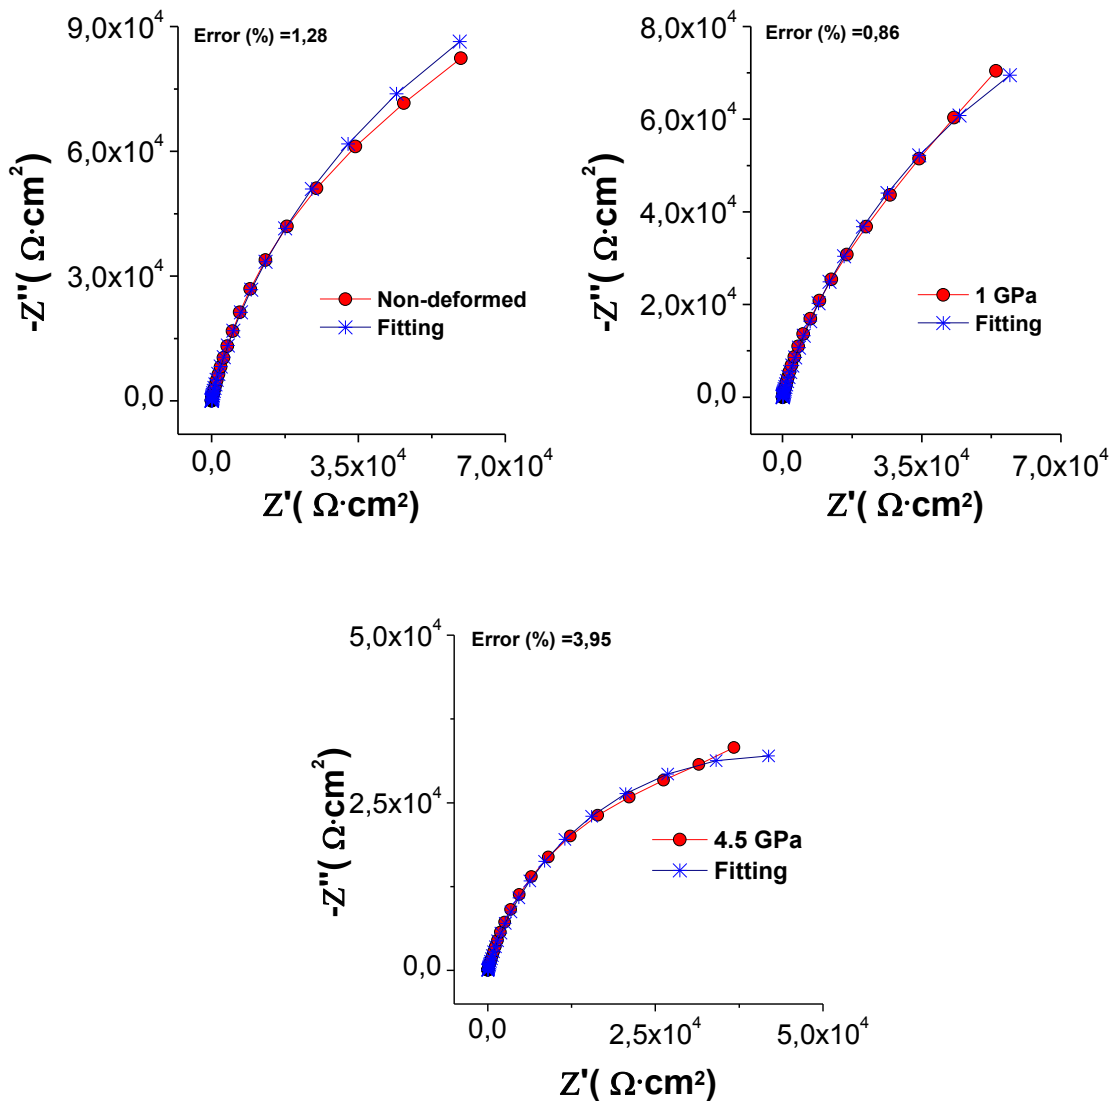 Error (%) =1,28
9,0x10⁴
6,0x10⁴
3,0x10⁴
0,0
-Z''( Ω·cm²)
Non-deformed
Fitting
0,0 3,5x10⁴ 7,0x10⁴
Z'( Ω·cm²)
Error (%) =0,86
8,0x10⁴
6,0x10⁴
4,0x10⁴
2,0x10⁴
0,0
-Z''( Ω·cm²)
1 GPa
Fitting
0,0 3,5x10⁴ 7,0x10⁴
Z'( Ω·cm²)
Error (%) =3,95
5,0x10⁴
2,5x10⁴
0,0
-Z''( Ω·cm²)
4.5 GPa
Fitting
0,0 2,5x10⁴ 5,0x10⁴
Z'( Ω·cm²)